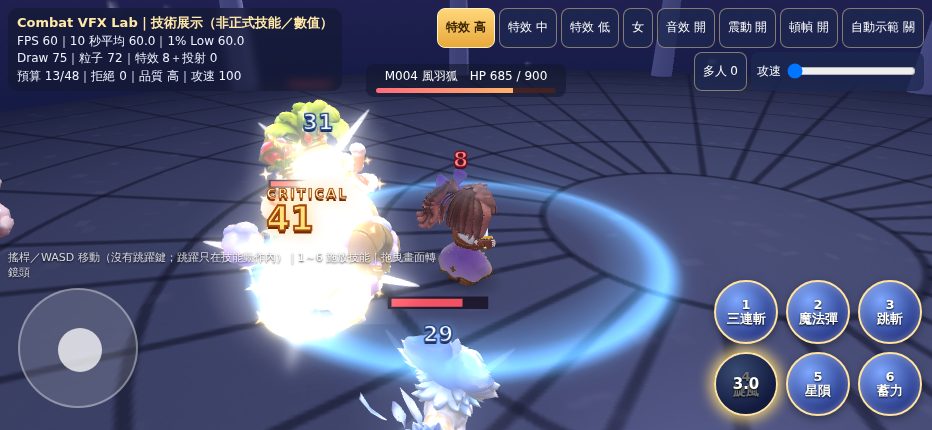 Combat VFX Lab｜技術展示（非正式技能／數值）
FPS 60｜10 秒平均 60.0｜1% Low 60.0
Draw 75｜粒子 72｜特效 8＋投射 0
預算 13/48｜拒絕 0｜品質 高｜攻速 100
特效 高
特效 中
特效 低
女
音效 開
震動 開
頓幀 開
自動示範 關
多人 0
攻速
M004 風羽狐 HP 685 / 900
31
8
CRITICAL
41
搖桿／WASD 移動（沒有跳躍鍵；跳躍只在技能動作內）｜1～6 施放技能｜拖曳畫面轉
鏡頭
29
1
三連斬
2
魔法彈
3
跳斬
4
3.0
旋風
5
星隕
6
蓄力